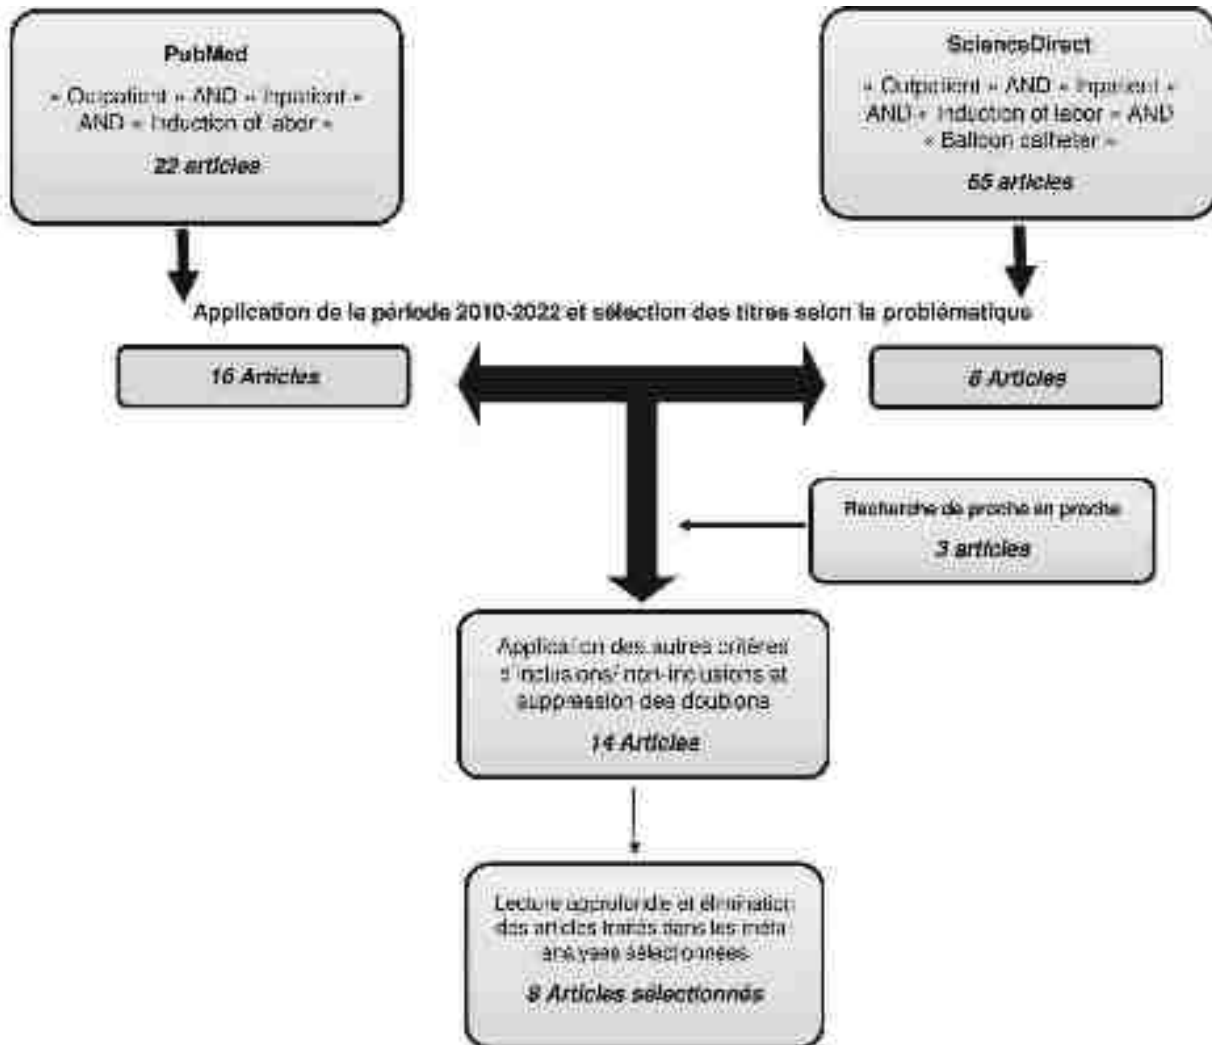 PubMed
« Outpatient » AND « Inpatient »
AND « Induction of labor »
22 articles
ScienceDirect
« Outpatient » AND « Inpatient »
AND « Induction of labor » AND
« Balloon catheter »
55 articles
Application de la période 2010-2022 et sélection des titres selon la problématique
16 Articles
Articles
Recherche de proche en proche
3 articles
Application des autres critères
d'inclusions/ non-inclusions et
suppression des doublons
14 Articles
Lecture approfondie et élimination
des articles traités dans les méta-
analyses sélectionnées
Articles sélectionnés